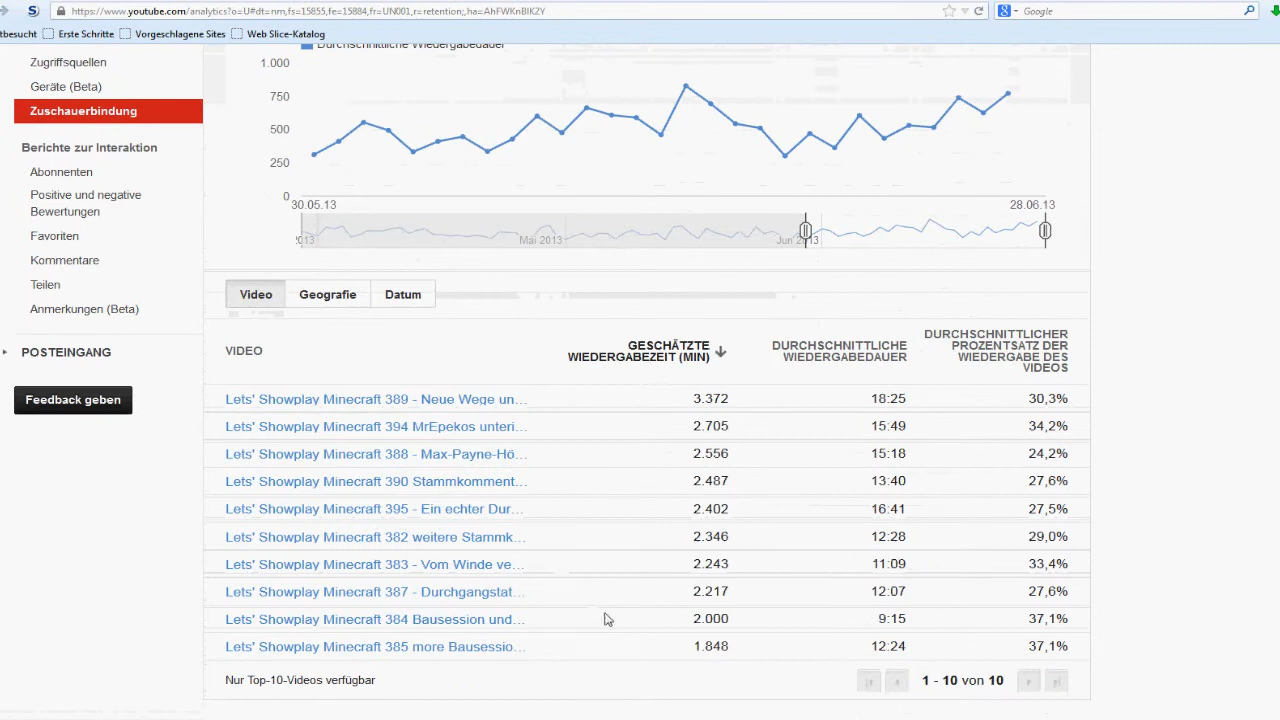 https://www.youtube.com/analytics?o=U#dt=nm,fs=15855,fe=15884,fr=UN001,r=retention;,ha=AhFWKnBIKZY
Google
tbesucht Erste Schritte Vorgeschlagene Sites Web Slice-Katalog
Durchschnittliche Wiedergabedauer
Zugriffsquellen
Geräte (Beta)
Zuschauerbindung
Berichte zur Interaktion
Abonnenten
Positive und negative
Bewertungen
Favoriten
Kommentare
Teilen
Anmerkungen (Beta)
POSTEINGANG
Feedback geben
1.000
750
500
250
0
30.05.13 28.06.13
2013 Mai 2013 Jun 2013
Video Geografie Datum
VIDEO
GESCHÄTZTE
WIEDERGABEZEIT (MIN)
DURCHSCHNITTLICHE
WIEDERGABEDAUER
DURCHSCHNITTLICHER
PROZENTSATZ DER
WIEDERGABE DES
VIDEOS
Lets' Showplay Minecraft 389 - Neue Wege un... 3.372 18:25 30,3%
Lets' Showplay Minecraft 394 MrEpekos unteri... 2.705 15:49 34,2%
Lets' Showplay Minecraft 388 - Max-Payne-Hö... 2.556 15:18 24,2%
Lets' Showplay Minecraft 390 Stammkomment... 2.487 13:40 27,6%
Lets' Showplay Minecraft 395 - Ein echter Dur... 2.402 16:41 27,5%
Lets' Showplay Minecraft 382 weitere Stammk... 2.346 12:28 29,0%
Lets' Showplay Minecraft 383 - Vom Winde ve... 2.243 11:09 33,4%
Lets' Showplay Minecraft 387 - Durchgangstat... 2.217 12:07 27,6%
Lets' Showplay Minecraft 384 Bausession und... 2.000 9:15 37,1%
Lets' Showplay Minecraft 385 more Bausessio... 1.848 12:24 37,1%
Nur Top-10-Videos verfügbar
1 - 10 von 10